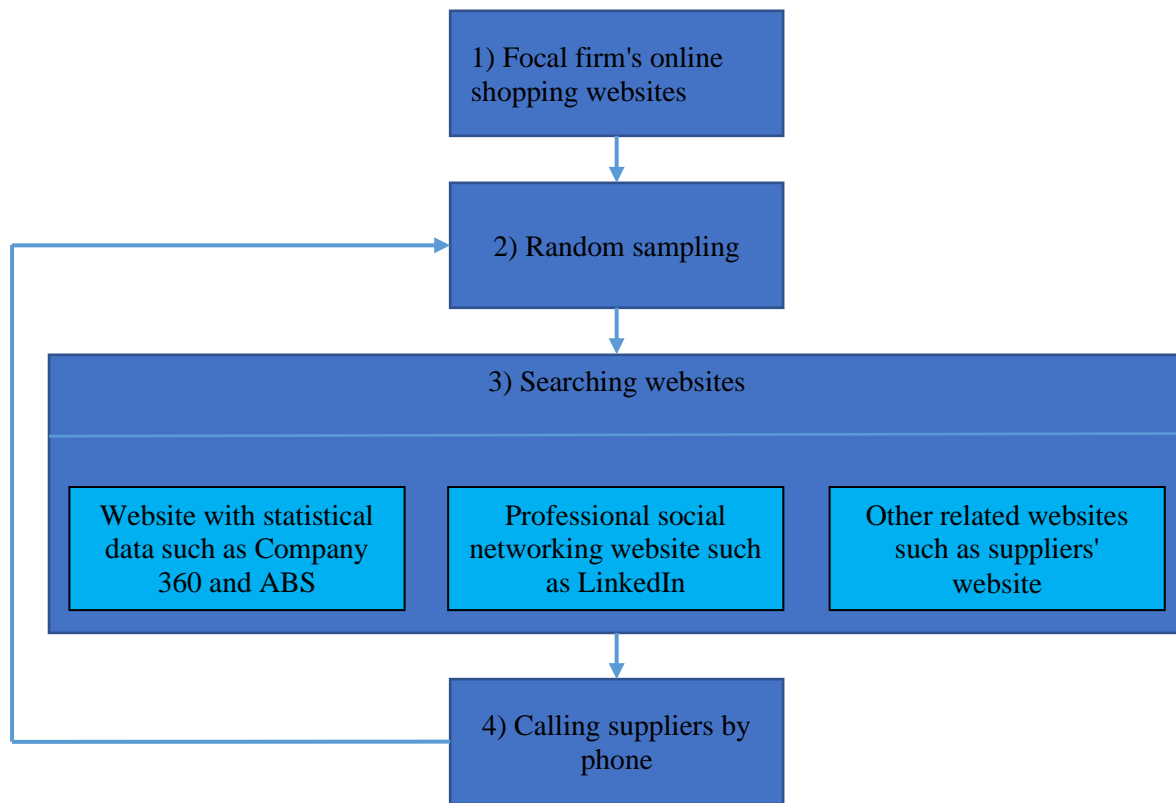 1) Focal firm's online
shopping websites
2) Random sampling
3) Searching websites
Website with statistical
data such as Company
360 and ABS
Professional social
networking website such
as LinkedIn
Other related websites
such as suppliers'
website
4) Calling suppliers by
phone